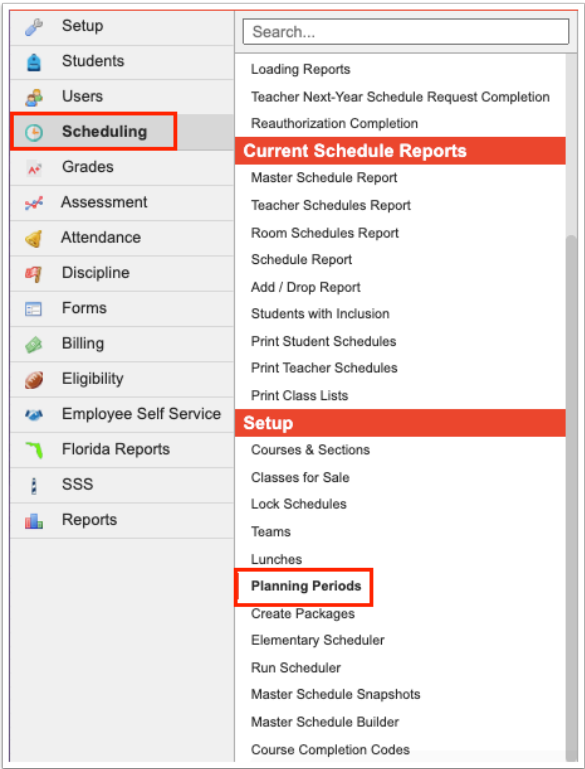 Setup
Students
Users
Scheduling
Grades
Assessment
Attendance
Discipline
Forms
Billing
Eligibility
Employee Self Service
Florida Reports
SSS
Reports
Search...
Loading Reports
Teacher Next-Year Schedule Request Completion
Reauthorization Completion
Current Schedule Reports
Master Schedule Report
Teacher Schedules Report
Room Schedules Report
Schedule Report
Add / Drop Report
Students with Inclusion
Print Student Schedules
Print Teacher Schedules
Print Class Lists
Setup
Courses & Sections
Classes for Sale
Lock Schedules
Teams
Lunches
Planning Periods
Create Packages
Elementary Scheduler
Run Scheduler
Master Schedule Snapshots
Master Schedule Builder
Course Completion Codes